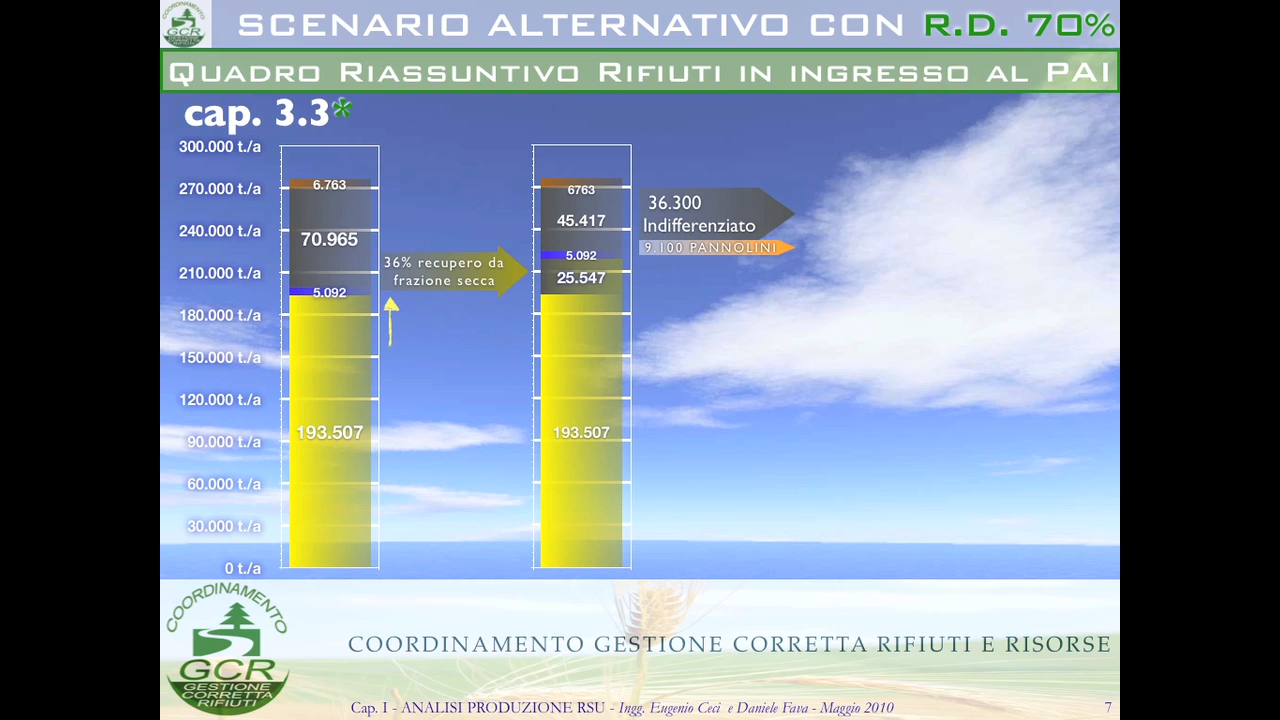 SCENARIO ALTERNATIVO CON R.D. 70%
QUADRO RIASSUNTIVO RIFIUTI IN INGRESSO AL PAI
cap. 3.3*
300.000 t./a
270.000 t./a
240.000 t./a
210.000 t./a
180.000 t./a
150.000 t./a
120.000 t./a
90.000 t./a
60.000 t./a
30.000 t./a
0 t./a
6.763
70.965
5.092
193.507
36% recupero da
frazione secca
6763
45.417
5.092
25.547
193.507
36.300
Indifferenziato
9.100 PANNOLINI
COORDINAMENTO
GCR
GESTIONE
CORRETTA
RIFIUTI
COORDINAMENTO GESTIONE CORRETTA RIFIUTI E RISORSE
Cap. I - ANALISI PRODUZIONE RSU - Ingg. Eugenio Ceci e Daniele Fava - Maggio 2010
7